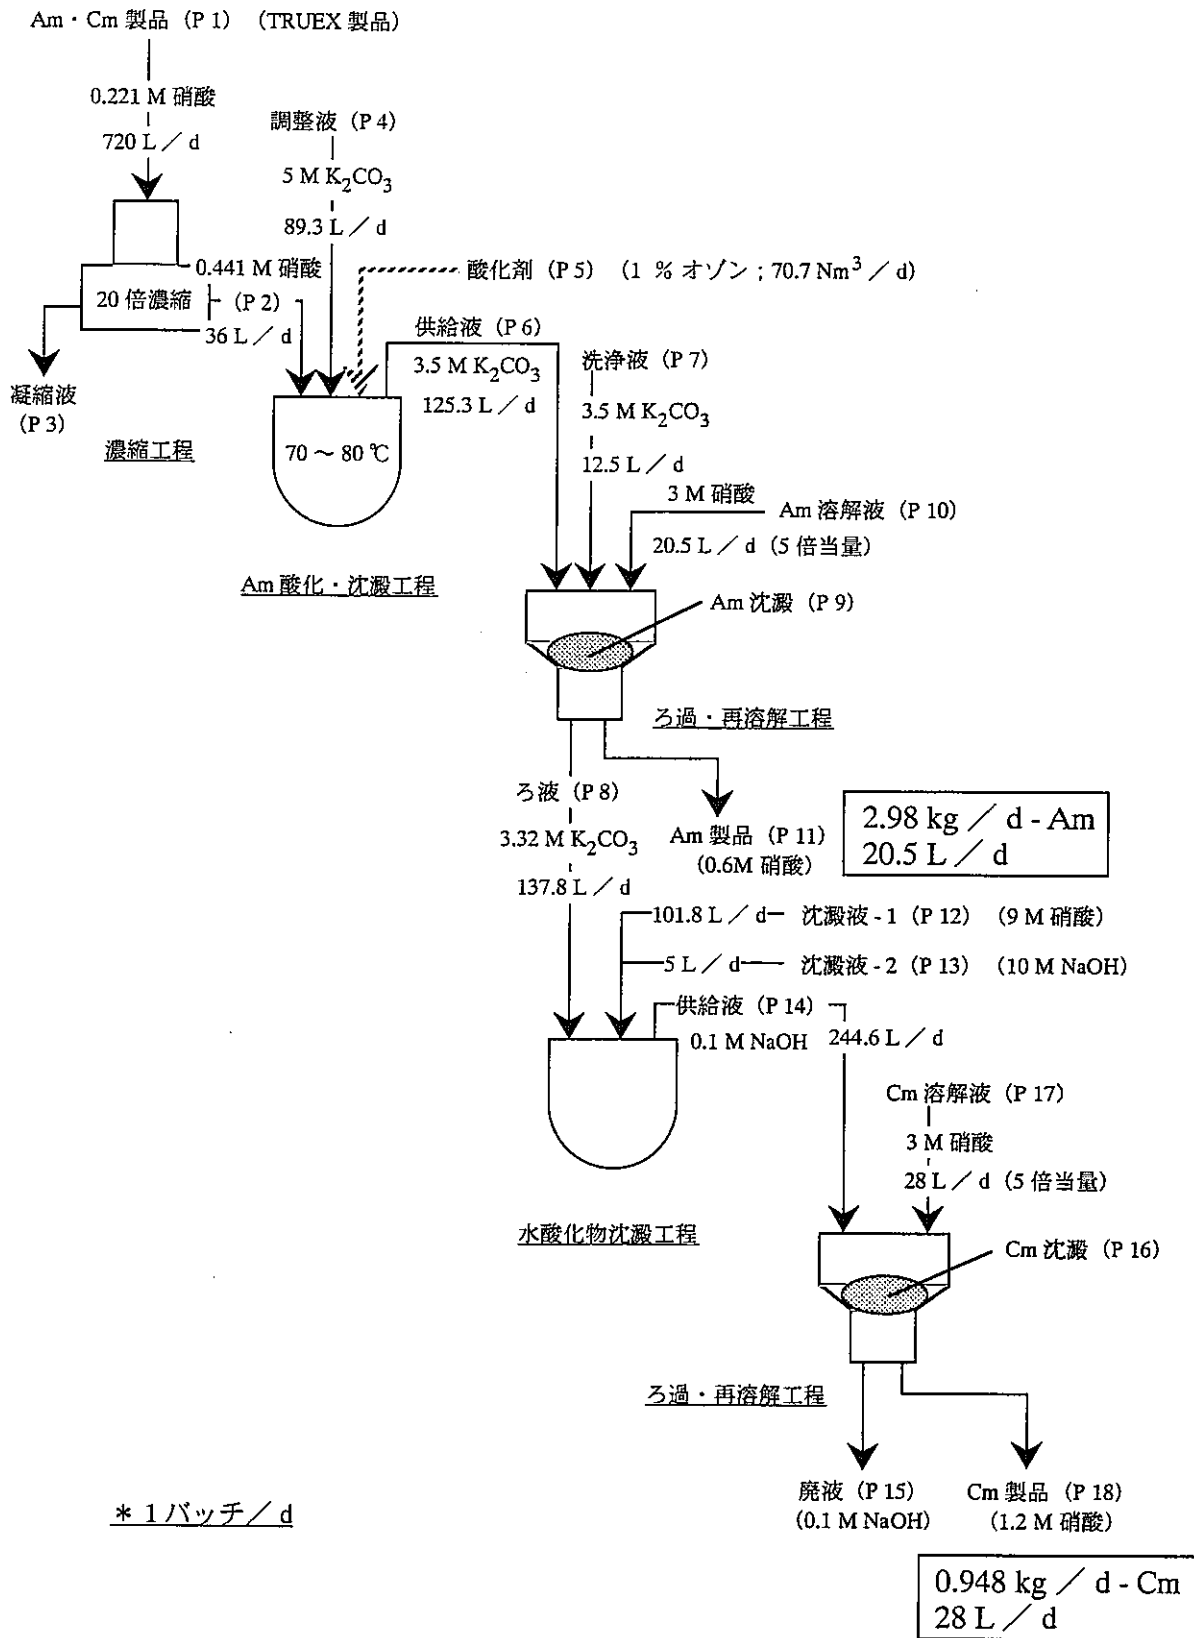 Am・Cm 製品 (P 1) (TRUEX 製品)
0.221 M 硝酸
720 L / d
調整液 (P 4)
5 M K₂CO₃
89.3 L / d
0.441 M 硝酸
20 倍濃縮
(P 2)
36 L / d
酸化剤 (P 5) (1 % オゾン ; 70.7 Nm³ / d)
凝縮液
(P 3)
濃縮工程
70 ~ 80 ℃
供給液 (P 6)
3.5 M K₂CO₃
125.3 L / d
洗浄液 (P 7)
3.5 M K₂CO₃
12.5 L / d
3 M 硝酸
Am 溶解液 (P 10)
20.5 L / d (5 倍当量)
Am 酸化・沈澱工程
Am 沈澱 (P 9)
ろ過・再溶解工程
ろ液 (P 8)
3.32 M K₂CO₃
137.8 L / d
Am 製品 (P 11)
(0.6M 硝酸)
2.98 kg / d - Am
20.5 L / d
101.8 L / d
沈澱液 - 1 (P 12) (9 M 硝酸)
5 L / d
沈澱液 - 2 (P 13) (10 M NaOH)
供給液 (P 14)
0.1 M NaOH
244.6 L / d
Cm 溶解液 (P 17)
3 M 硝酸
28 L / d (5 倍当量)
水酸化物沈澱工程
Cm 沈澱 (P 16)
ろ過・再溶解工程
廃液 (P 15)
(0.1 M NaOH)
Cm 製品 (P 18)
(1.2 M 硝酸)
* 1 バッチ / d
0.948 kg / d - Cm
28 L / d